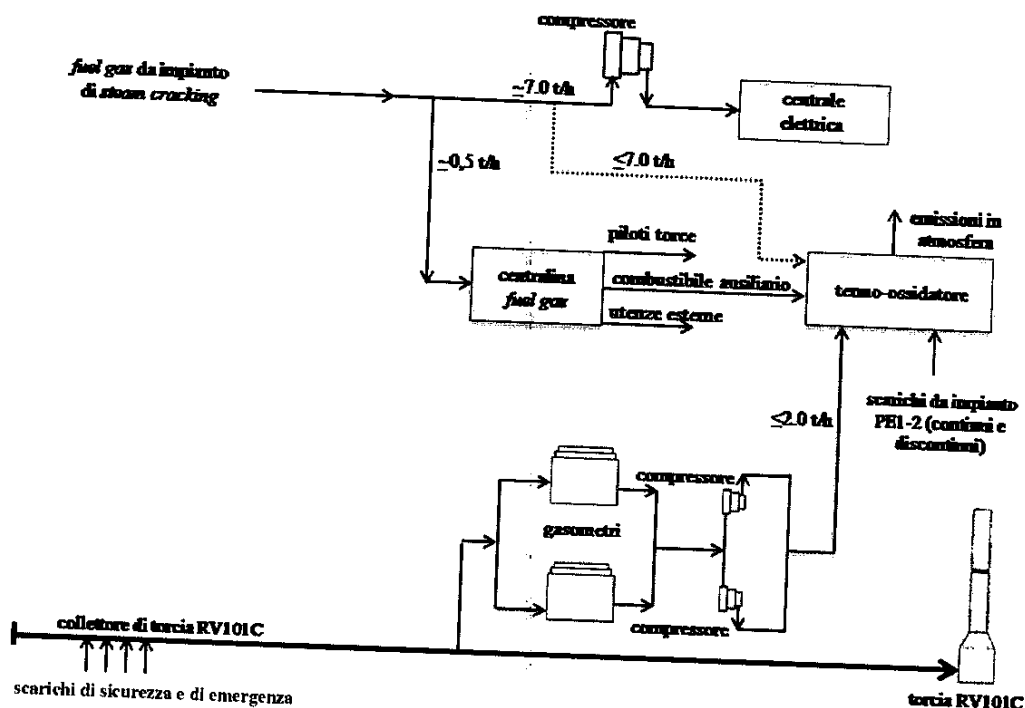 compressore
fuel gas da impianto
di steam cracking
~7.0 t/h
centrale
elettrica
~0,5 t/h
≤7.0 t/h
emissioni in
atmosfera
piloti torce
centralina
fuel gas
combustibile ausiliario
termo-ossidatore
utenze esterne
scarichi da impianto
PE1-2 (continui e
discontinui)
≤2.0 t/h
compressore
gasometri
collettore di torcia RV101C
compressore
scarichi di sicurezza e di emergenza
torcia RV101C